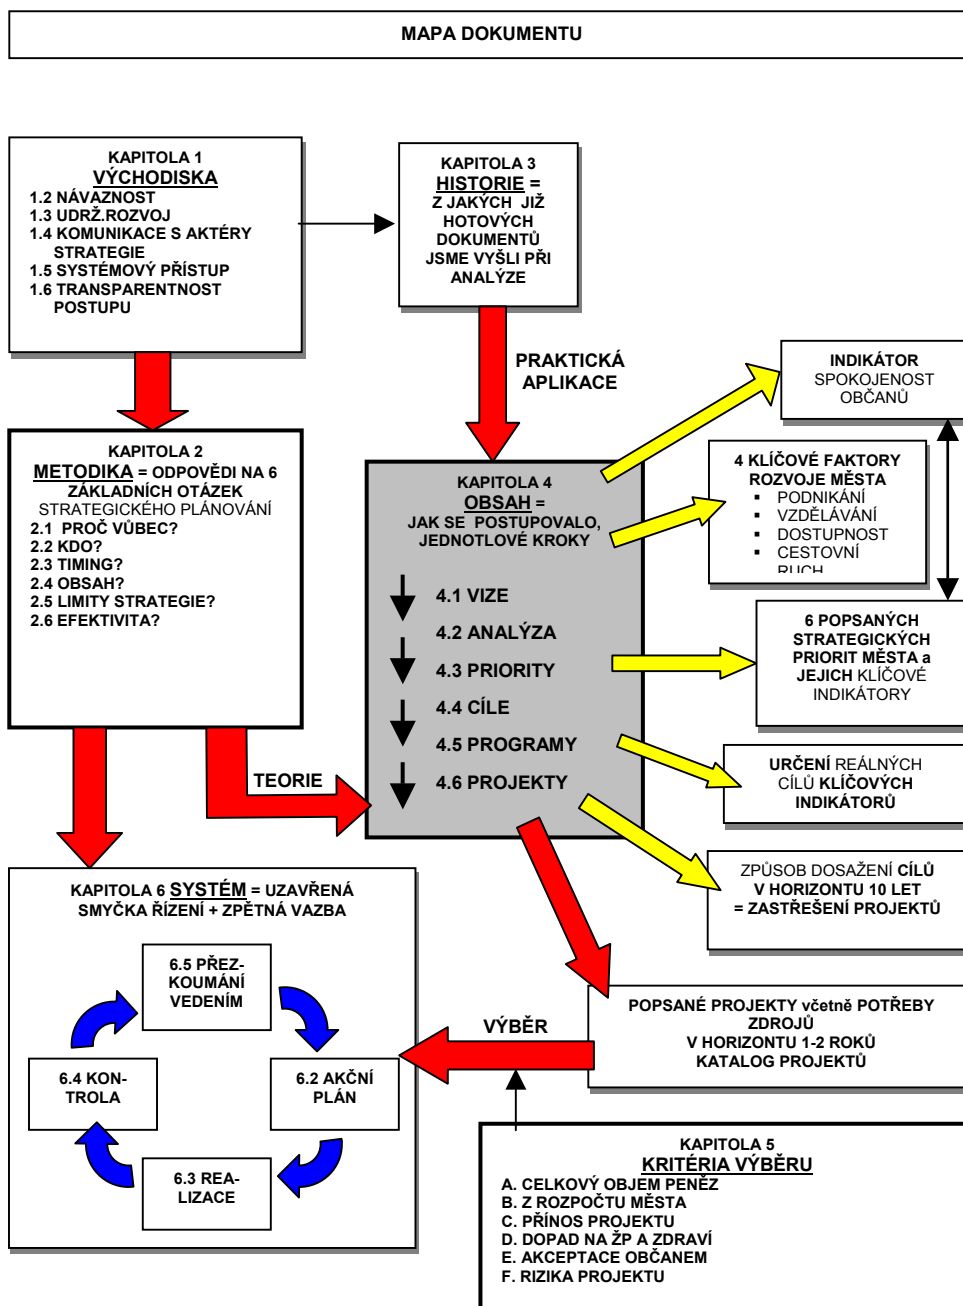 MAPA DOKUMENTU
KAPITOLA 1
VÝCHODISKA
1.2 NÁVAZNOST
1.3 UDRŽ.ROZVOJ
1.4 KOMUNIKACE S AKTÉRY
STRATEGIE
1.5 SYSTÉMOVÝ PŘÍSTUP
1.6 TRANSPARENTNOST
POSTUPU
KAPITOLA 3
HISTORIE =
Z JAKÝCH JIŽ
HOTOVÝCH
DOKUMENTŮ
JSME VYŠLI PŘI
ANALÝZE
PRAKTICKÁ
APLIKACE
INDIKÁTOR
SPOKOJENOST
OBČANŮ
KAPITOLA 2
METODIKA = ODPOVĚDI NA 6
ZÁKLADNÍCH OTÁZEK
STRATEGICKÉHO PLÁNOVÁNÍ
2.1 PROČ VŮBEC?
2.2 KDO?
2.3 TIMING?
2.4 OBSAH?
2.5 LIMITY STRATEGIE?
2.6 EFEKTIVITA?
KAPITOLA 4
OBSAH =
JAK SE POSTUPOVALO,
JEDNOTLOVÉ KROKY
4.1 VIZE
4.2 ANALÝZA
4.3 PRIORITY
4.4 CÍLE
4.5 PROGRAMY
4.6 PROJEKTY
4 KLÍČOVÉ FAKTORY
ROZVOJE MĚSTA
▪ PODNIKÁNÍ
▪ VZDĚLÁVÁNÍ
▪ DOSTUPNOST
▪ CESTOVNÍ
RUCH
6 POPSANÝCH
STRATEGICKÝCH
PRIORIT MĚSTA a
JEJICH KLÍČOVÉ
INDIKÁTORY
TEORIE
URČENÍ REÁLNÝCH
CÍLŮ KLÍČOVÝCH
INDIKÁTORŮ
ZPŮSOB DOSAŽENÍ CÍLŮ
V HORIZONTU 10 LET
= ZASTŘEŠENÍ PROJEKTŮ
KAPITOLA 6 SYSTÉM = UZAVŘENÁ
SMYČKA ŘÍZENÍ + ZPĚTNÁ VAZBA
6.5 PŘEZ-
KOUMÁNÍ
VEDENÍM
6.4 KON-
TROLA
6.2 AKČNÍ
PLÁN
6.3 REA-
LIZACE
VÝBĚR
POPSANÉ PROJEKTY včetně POTŘEBY
ZDROJŮ
V HORIZONTU 1-2 ROKŮ
KATALOG PROJEKTŮ
KAPITOLA 5
KRITÉRIA VÝBĚRU
A. CELKOVÝ OBJEM PENĚZ
B. Z ROZPOČTU MĚSTA
C. PŘÍNOS PROJEKTU
D. DOPAD NA ŽP A ZDRAVÍ
E. AKCEPTACE OBČANEM
F. RIZIKA PROJEKTU